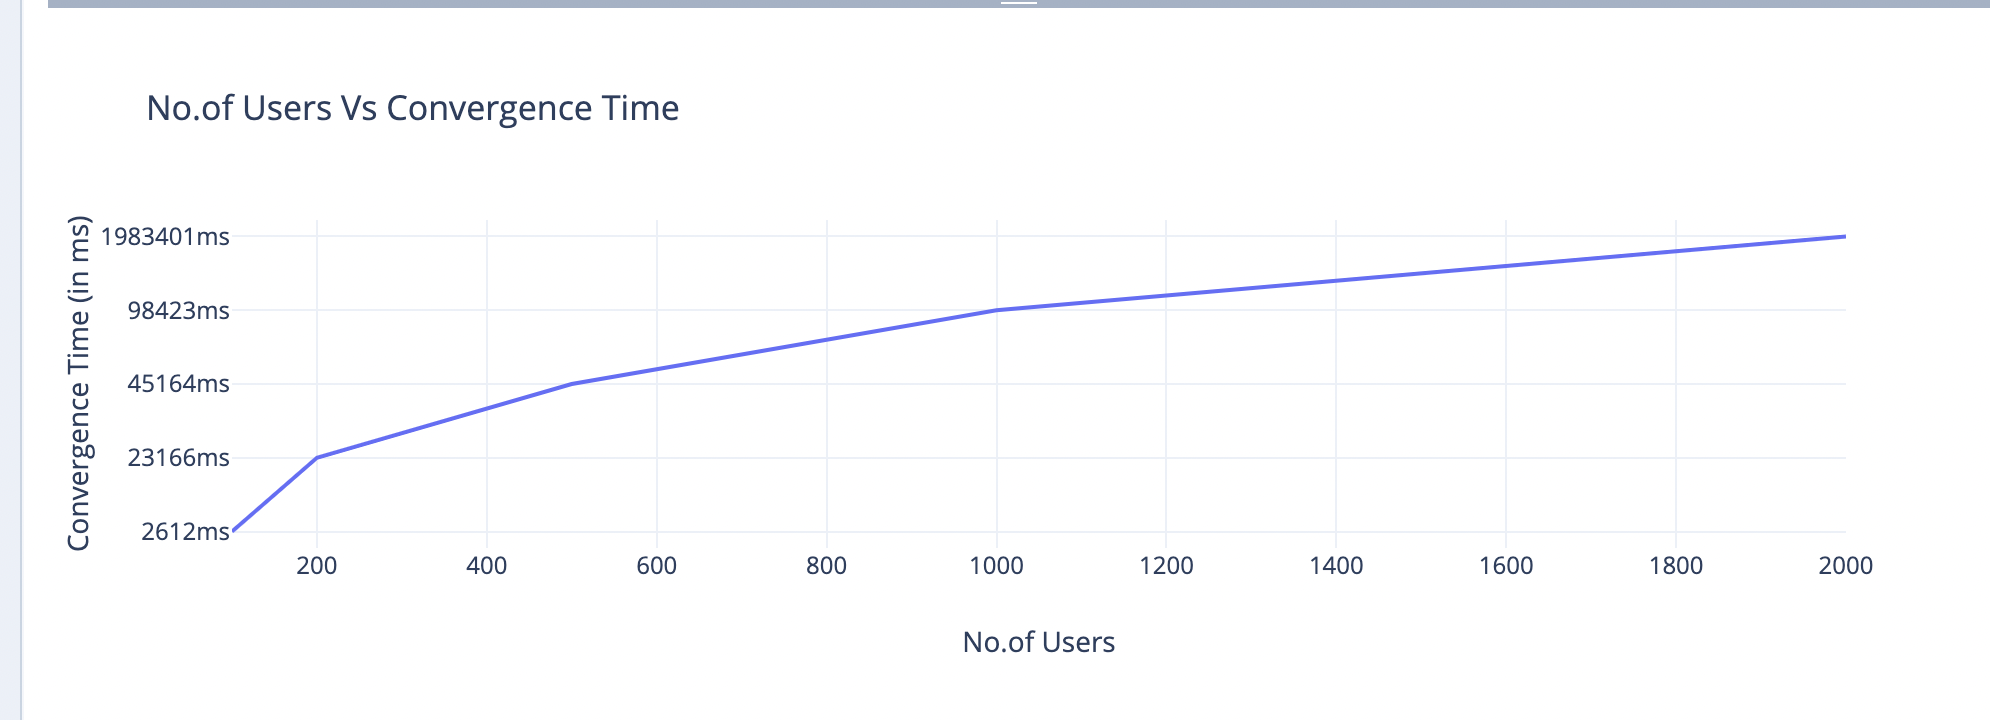 No.of Users Vs Convergence Time
Convergence Time (in ms)
1983401ms
98423ms
45164ms
23166ms
2612ms
200 400 600 800 1000 1200 1400 1600 1800 2000
No.of Users